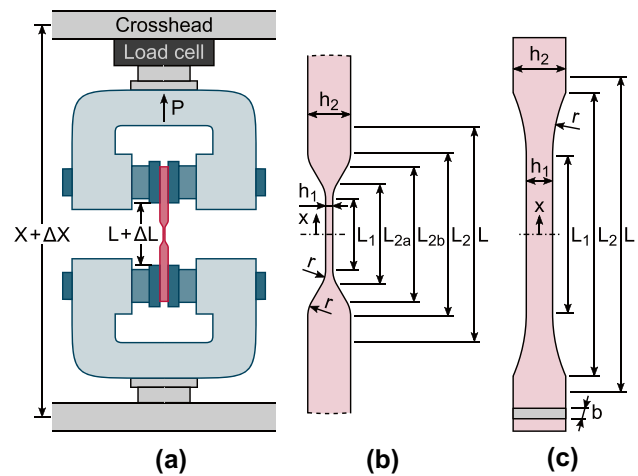 Crosshead
Load cell
P
X+ΔX
L+ΔL
(a)
h₂
h₁
x
r
r
L₁
L₂ₐ
L₂b
L₂
L
(b)
h₂
r
h₁
x
L₁
L₂
L
b
(c)